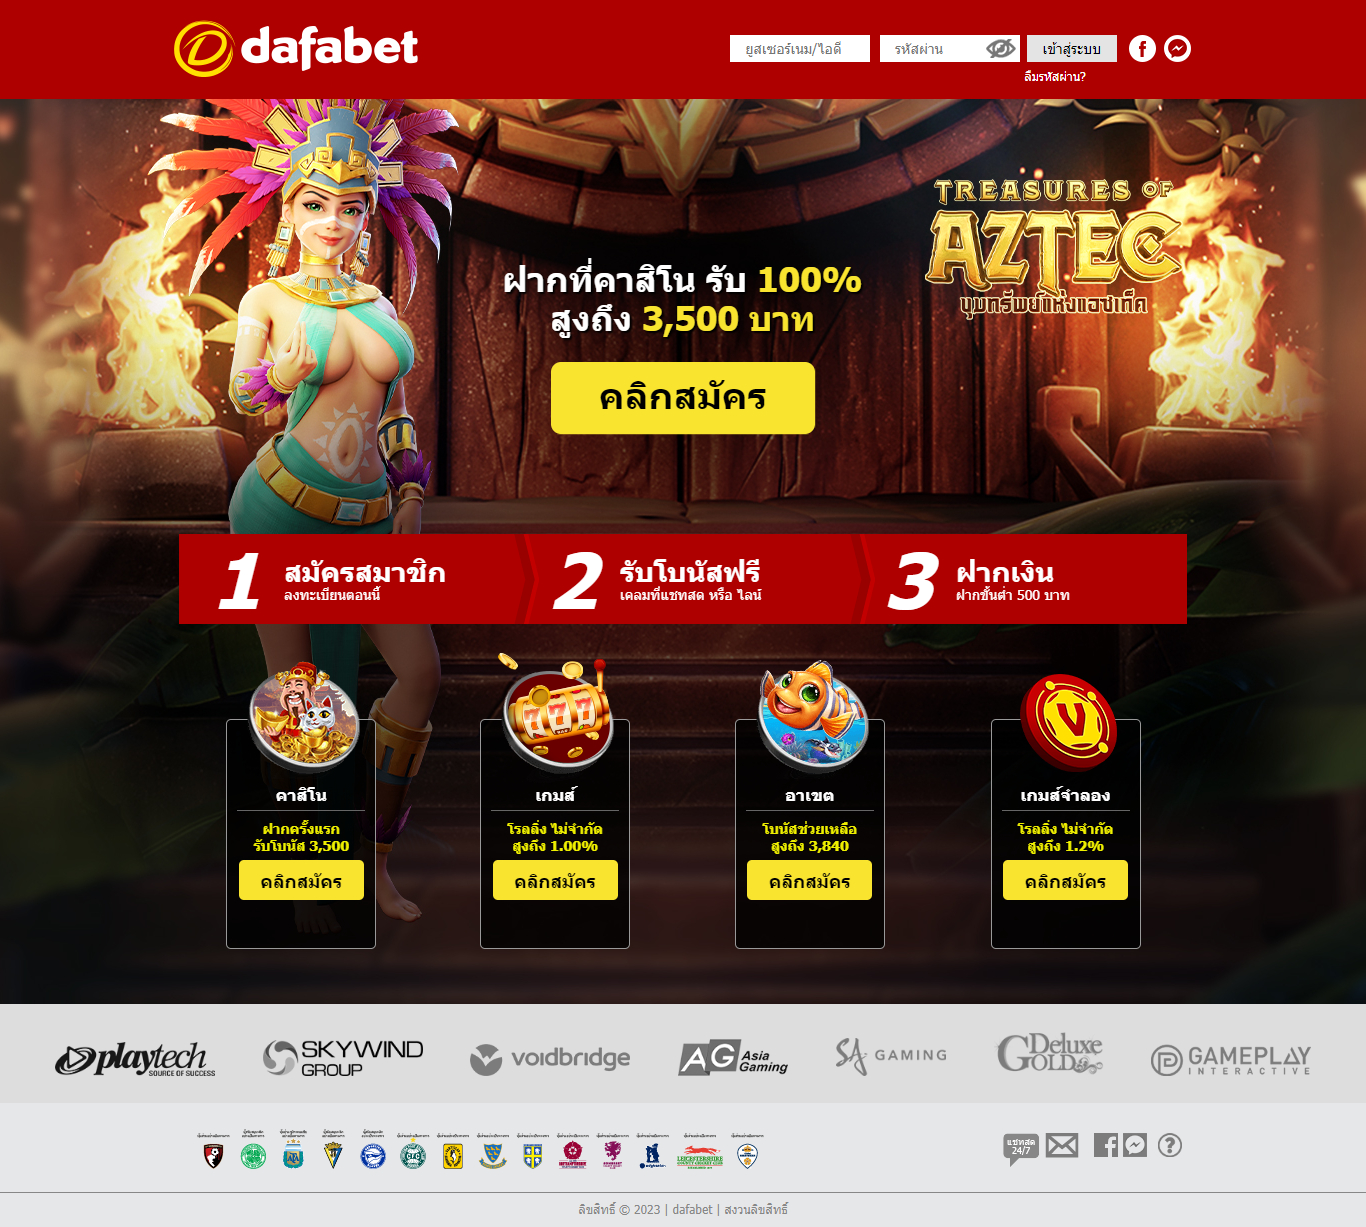 dafabet
ยูสเซอร์เนม/ไอดี
รหัสผ่าน
เข้าสู่ระบบ
ลืมรหัสผ่าน?
TREASURES OF
AZTEC
ขุมทรัพย์แห่งแอซเท็ค
ฝากที่คาสิโน รับ 100%
สูงถึง 3,500 บาท
คลิกสมัคร
1 สมัครสมาชิก
ลงทะเบียนตอนนี้
2 รับโบนัสฟรี
เคลมที่แชทสด หรือ ไลน์
3 ฝากเงิน
ฝากขั้นต่ำ 500 บาท
777
V
คาสิโน
ฝากครั้งแรก
รับโบนัส 3,500
คลิกสมัคร
เกมส์
โรลลิ่ง ไม่จำกัด
สูงถึง 1.00%
คลิกสมัคร
อาเขต
โบนัสช่วยเหลือ
สูงถึง 3,840
คลิกสมัคร
เกมส์จำลอง
โรลลิ่ง ไม่จำกัด
สูงถึง 1.2%
คลิกสมัคร
playtech
SOURCE OF SUCCESS
SKYWIND
GROUP
voidbridge
AG Asia
Gaming
SA GAMING
Gold Deluxe
GAMEPLAY
INTERACTIVE
LEICESTERSHIRE
แชทสด
24/7
ลิขสิทธิ์ © 2023 | dafabet | สงวนลิขสิทธิ์